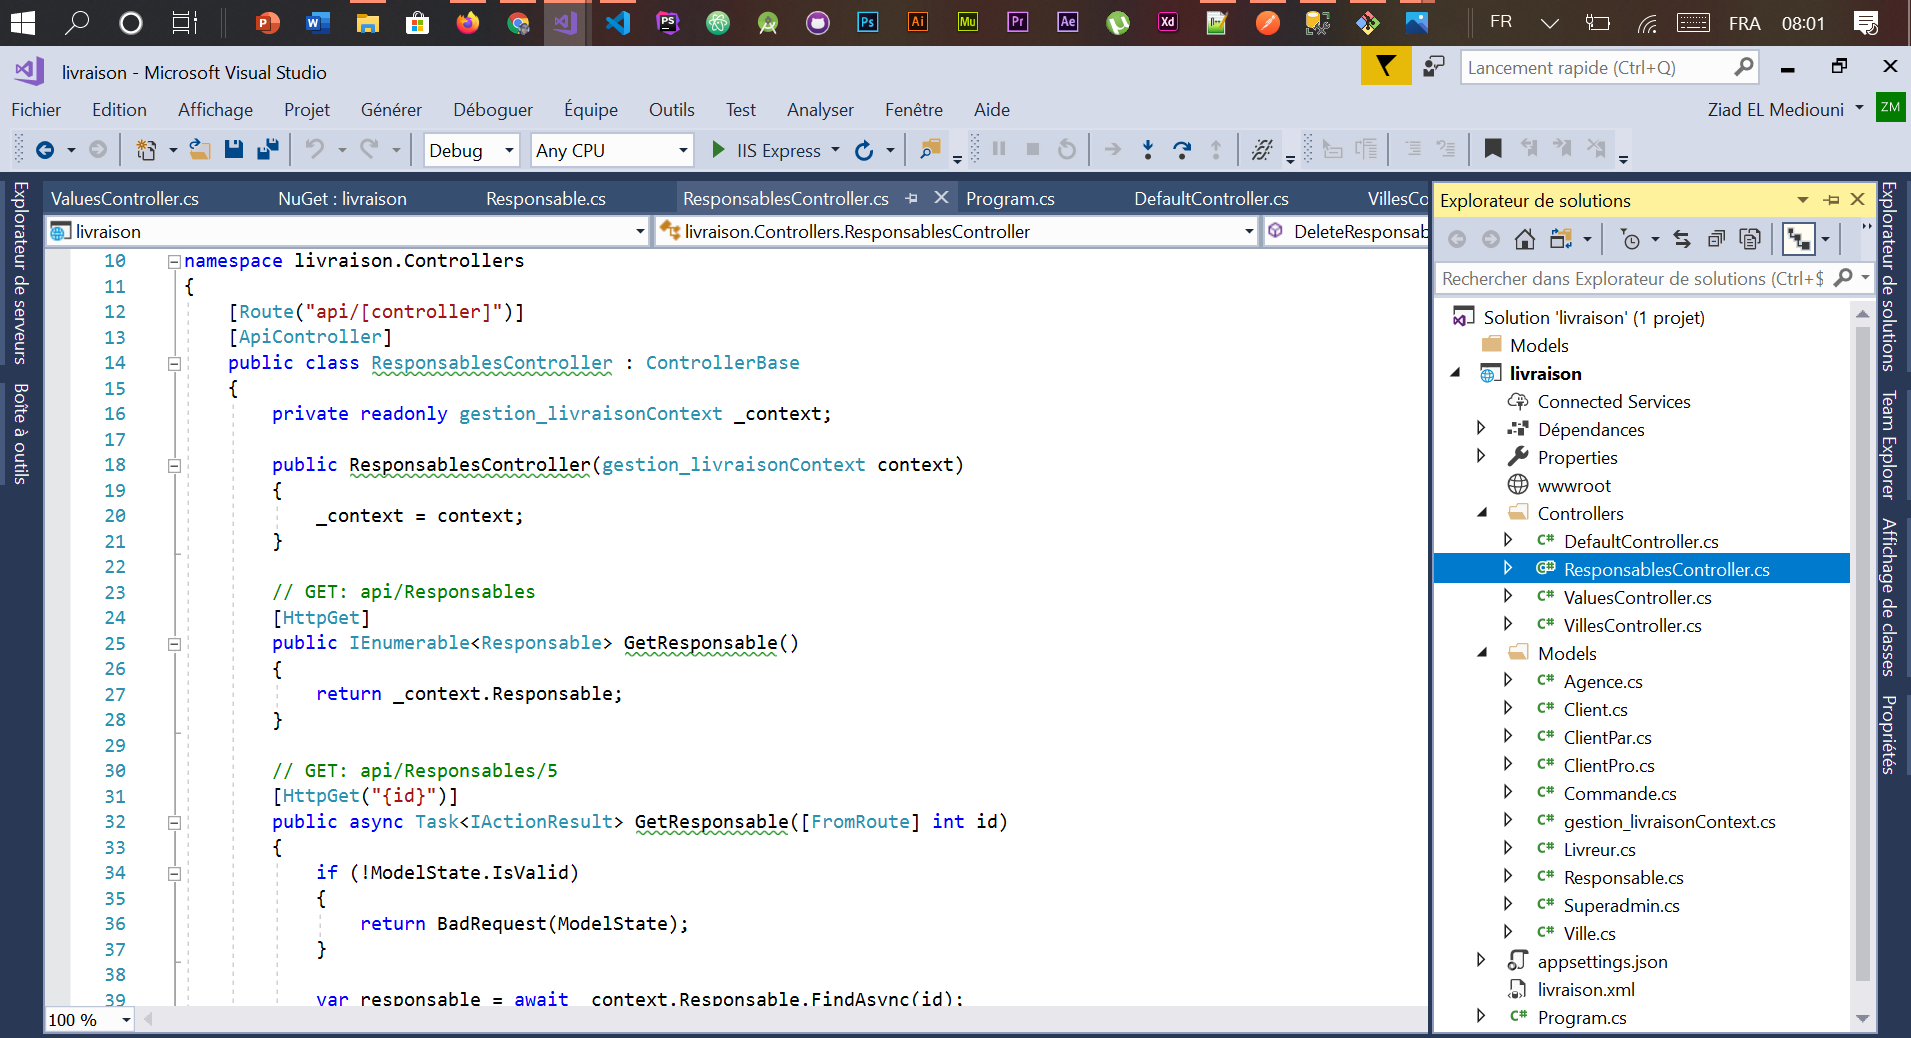 FR
FRA
08:01
livraison - Microsoft Visual Studio
Lancement rapide (Ctrl+Q)
Fichier Edition Affichage Projet Générer Déboguer Équipe Outils Test Analyser Fenêtre Aide
Ziad EL Mediouni
ZM
Debug
Any CPU
IIS Express
Explorateur de serveurs
Boîte à outils
ValuesController.cs
NuGet : livraison
Responsable.cs
ResponsablesController.cs
Program.cs
DefaultController.cs
VillesCo
livraison
livraison.Controllers.ResponsablesController
DeleteResponsab
10 namespace livraison.Controllers
11 {
12 [Route("api/[controller]")]
13 [ApiController]
14 public class ResponsablesController : ControllerBase
15 {
16 private readonly gestion_livraisonContext _context;
17
18 public ResponsablesController(gestion_livraisonContext context)
19 {
20 _context = context;
21 }
22
23 // GET: api/Responsables
24 [HttpGet]
25 public IEnumerable<Responsable> GetResponsable()
26 {
27 return _context.Responsable;
28 }
29
30 // GET: api/Responsables/5
31 [HttpGet("{id}")]
32 public async Task<IActionResult> GetResponsable([FromRoute] int id)
33 {
34 if (!ModelState.IsValid)
35 {
36 return BadRequest(ModelState);
37 }
38
39 var responsable = await _context.Responsable.FindAsync(id);
100 %
Explorateur de solutions
Rechercher dans Explorateur de solutions (Ctrl+$
Solution 'livraison' (1 projet)
Models
livraison
Connected Services
Dépendances
Properties
wwwroot
Controllers
C# DefaultController.cs
C# ResponsablesController.cs
C# ValuesController.cs
C# VillesController.cs
Models
C# Agence.cs
C# Client.cs
C# ClientPar.cs
C# ClientPro.cs
C# Commande.cs
C# gestion_livraisonContext.cs
C# Livreur.cs
C# Responsable.cs
C# Superadmin.cs
C# Ville.cs
appsettings.json
livraison.xml
C# Program.cs
Explorateur de solutions
Team Explorer
Affichage de classes
Propriétés